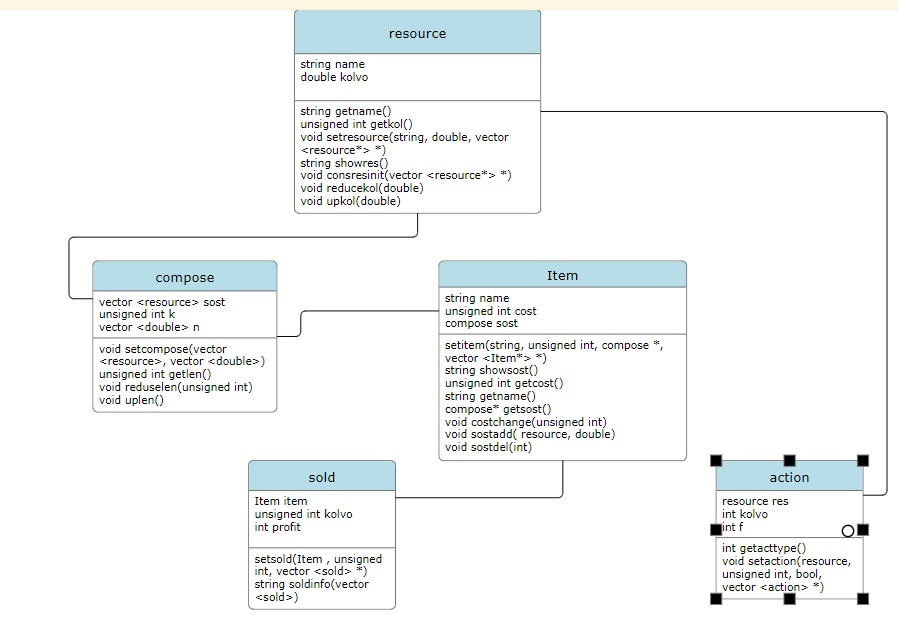 resource
string name
double kolvo
string getname()
unsigned int getkol()
void setresource(string, double, vector
<resource*> *)
string showres()
void consresinit(vector <resource*> *)
void reducekol(double)
void upkol(double)
compose
vector <resource> sost
unsigned int k
vector <double> n
void setcompose(vector
<resource>, vector <double>)
unsigned int getlen()
void reduselen(unsigned int)
void uplen()
Item
string name
unsigned int cost
compose sost
setitem(string, unsigned int, compose *,
vector <Item*> *)
string showsost()
unsigned int getcost()
string getname()
compose* getsost()
void costchange(unsigned int)
void sostadd( resource, double)
void sostdel(int)
sold
Item item
unsigned int kolvo
int profit
setsold(Item , unsigned
int, vector <sold> *)
string soldinfo(vector
<sold>)
action
resource res
int kolvo
int f
int getacttype()
void setaction(resource,
unsigned int, bool,
vector <action> *)